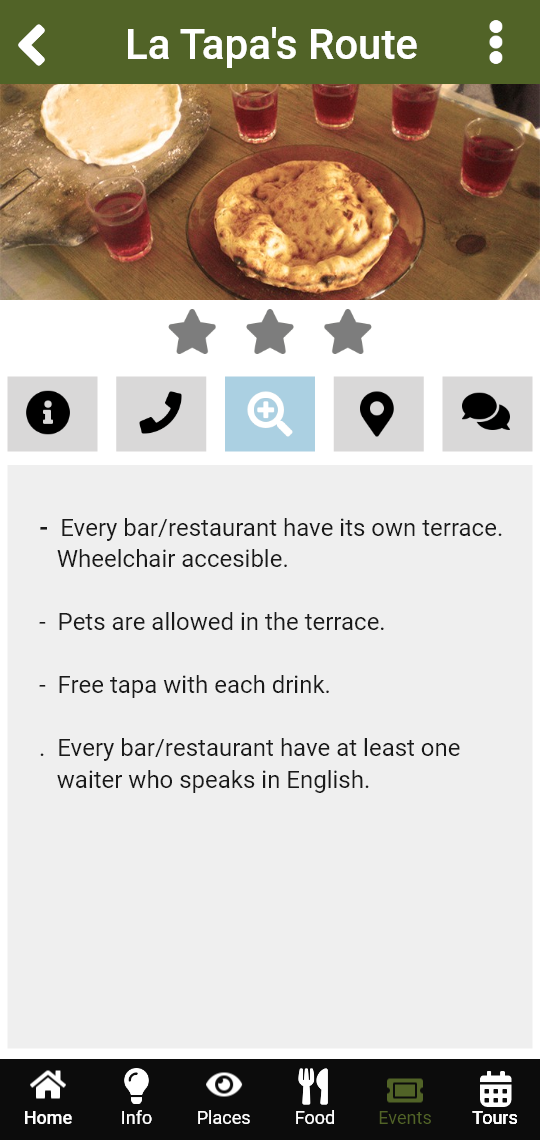 La Tapa's Route
- Every bar/restaurant have its own terrace.
Wheelchair accesible.
- Pets are allowed in the terrace.
- Free tapa with each drink.
. Every bar/restaurant have at least one
waiter who speaks in English.
Home Info Places Food Events Tours